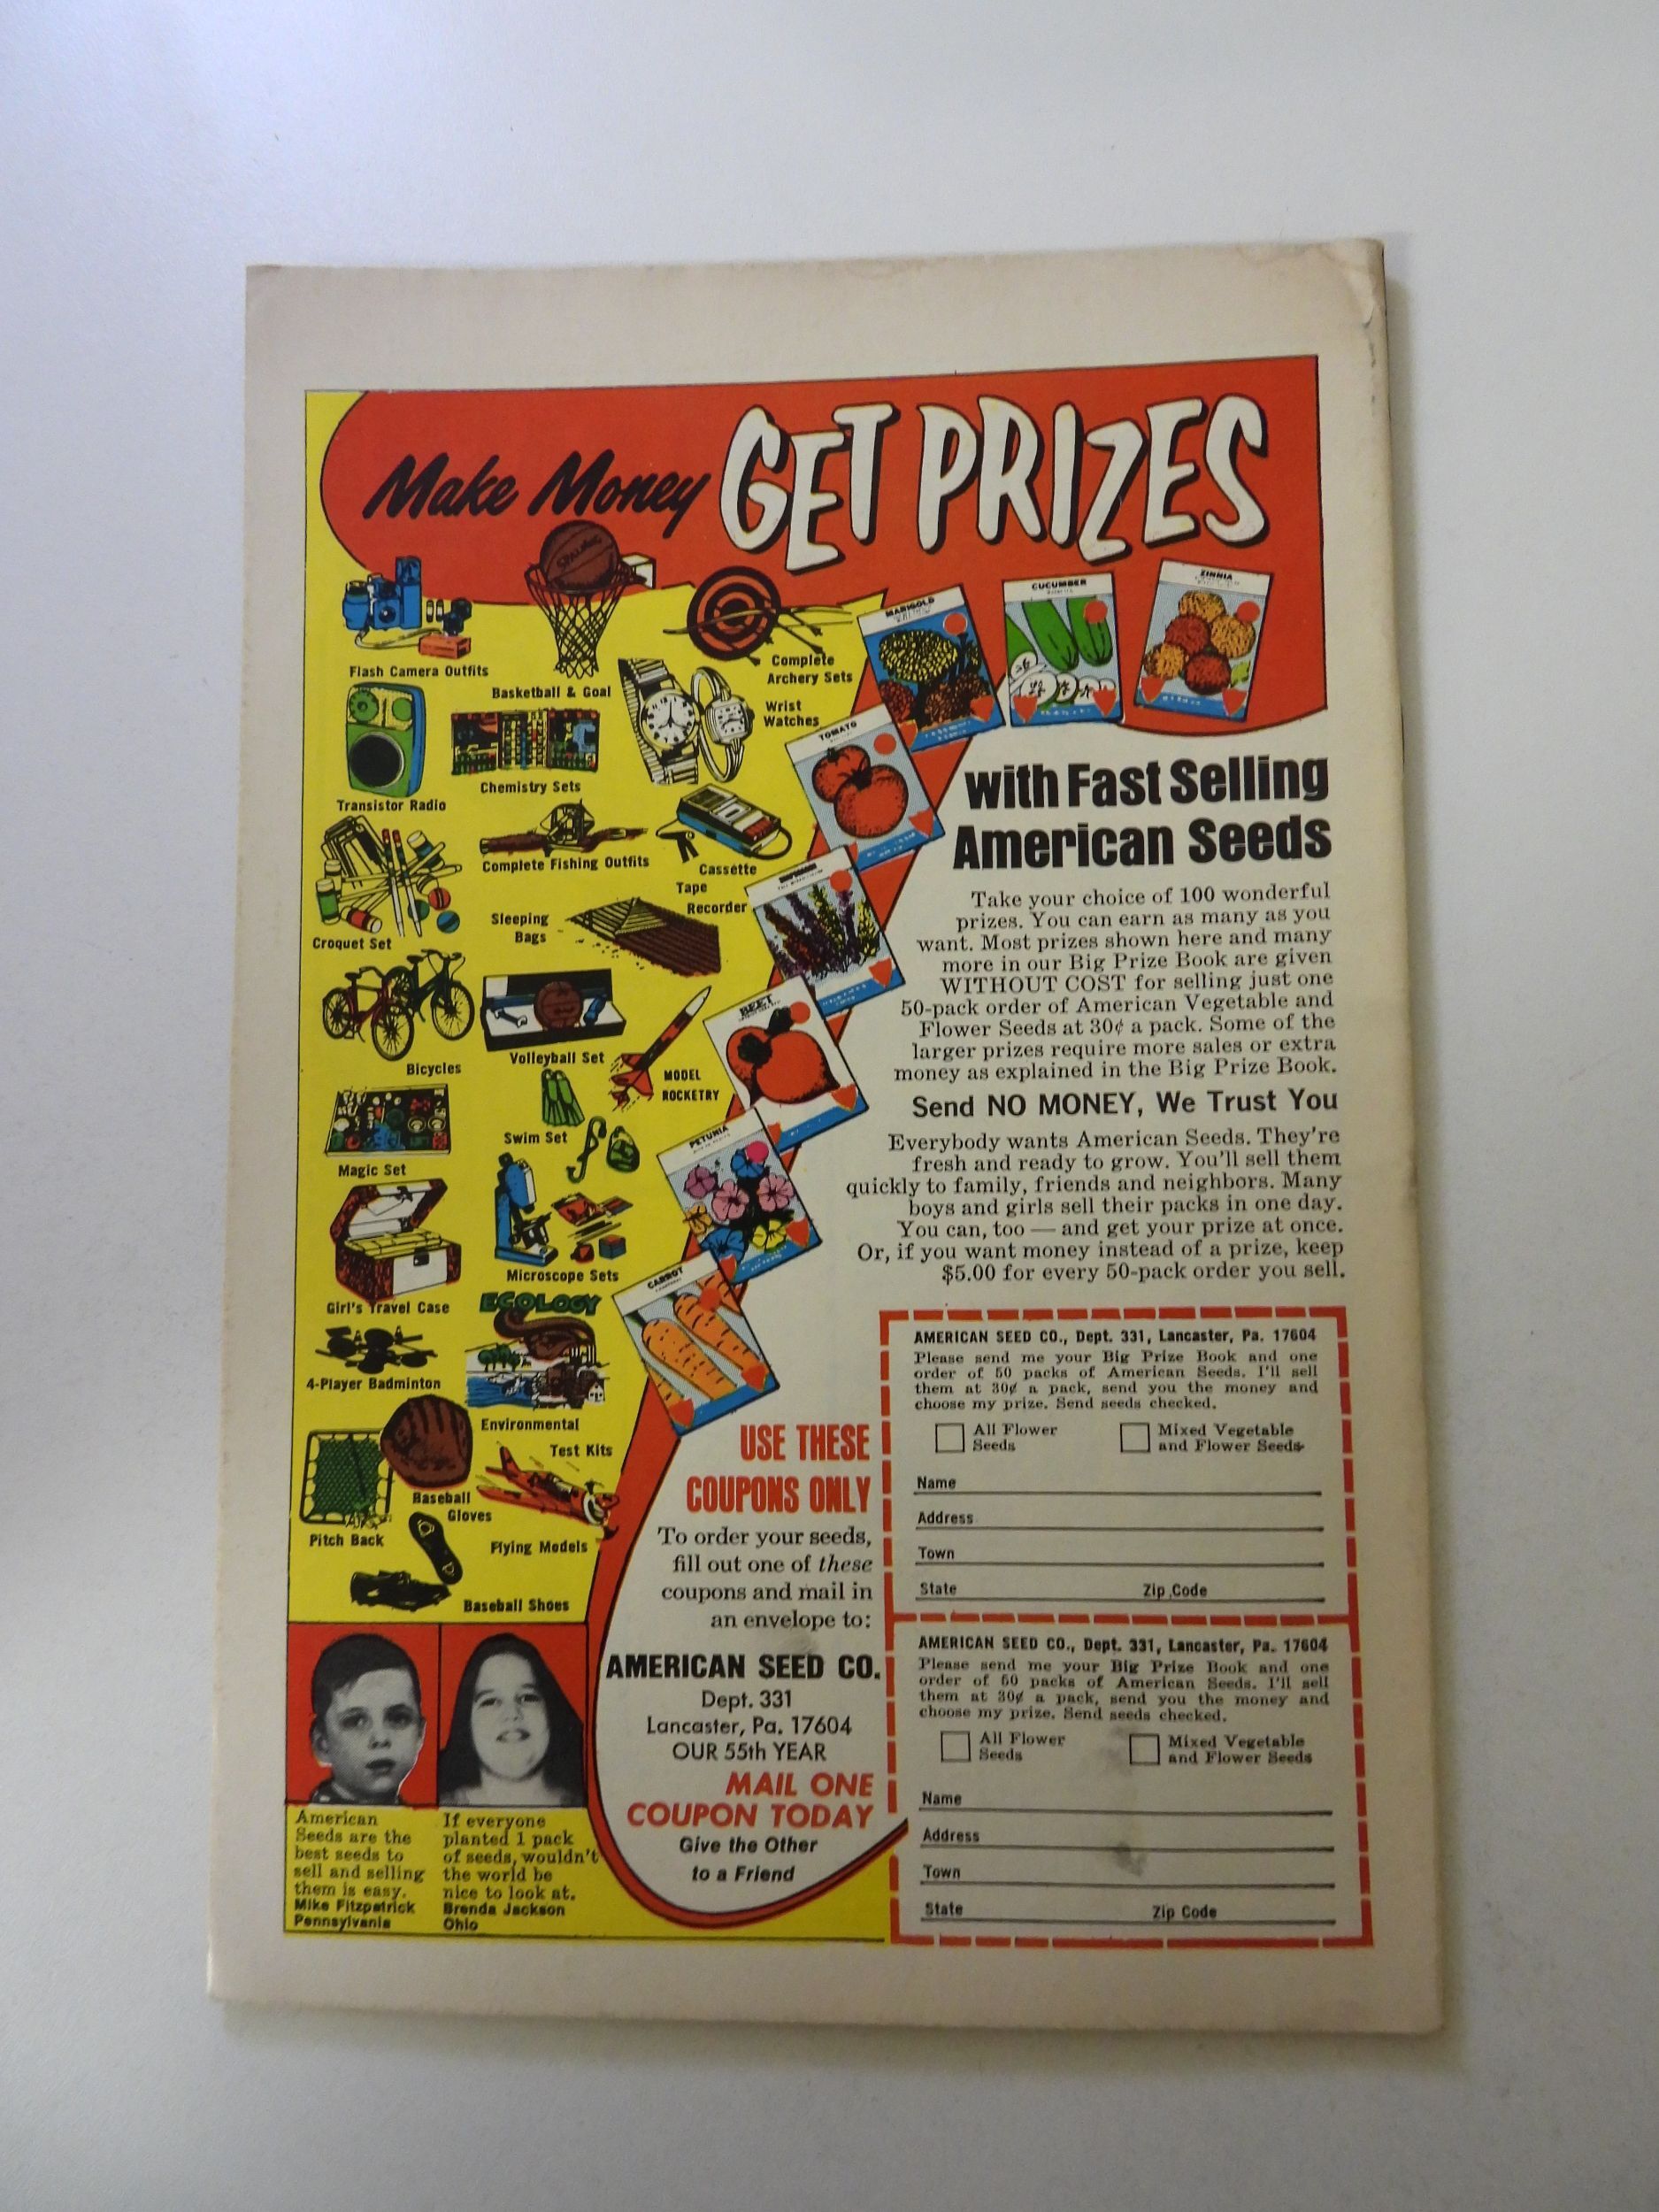 Make Money GET PRIZES
SPALDING
Flash Camera Outfits
Basketball & Goal
Complete
Archery Sets
Wrist
Watches
Transistor Radio
Chemistry Sets
Complete Fishing Outfits
Cassette
Tape
Recorder
Croquet Set
Sleeping
Bags
Bicycles
Volleyball Set
MODEL
ROCKETRY
Magic Set
Swim Set
Girl's Travel Case
Microscope Sets
ECOLOGY
4-Player Badminton
Environmental
Test Kits
Baseball
Gloves
Pitch Back
Flying Models
Baseball Shoes
MARIGOLD
CUCUMBER
ZINNIA
TOMATO
BEET
PETUNIA
CARROT
with Fast Selling
American Seeds
Take your choice of 100 wonderful
prizes. You can earn as many as you
want. Most prizes shown here and many
more in our Big Prize Book are given
WITHOUT COST for selling just one
50-pack order of American Vegetable and
Flower Seeds at 30¢ a pack. Some of the
larger prizes require more sales or extra
money as explained in the Big Prize Book.
Send NO MONEY, We Trust You
Everybody wants American Seeds. They're
fresh and ready to grow. You'll sell them
quickly to family, friends and neighbors. Many
boys and girls sell their packs in one day.
You can, too — and get your prize at once.
Or, if you want money instead of a prize, keep
$5.00 for every 50-pack order you sell.
USE THESE
COUPONS ONLY
To order your seeds,
fill out one of these
coupons and mail in
an envelope to:
AMERICAN SEED CO.
Dept. 331
Lancaster, Pa. 17604
OUR 55th YEAR
MAIL ONE
COUPON TODAY
Give the Other
to a Friend
AMERICAN SEED CO., Dept. 331, Lancaster, Pa. 17604
Please send me your Big Prize Book and one
order of 50 packs of American Seeds. I'll sell
them at 30¢ a pack, send you the money and
choose my prize. Send seeds checked.
All Flower
Seeds
Mixed Vegetable
and Flower Seeds
Name
Address
Town
State Zip Code
AMERICAN SEED CO., Dept. 331, Lancaster, Pa. 17604
Please send me your Big Prize Book and one
order of 50 packs of American Seeds. I'll sell
them at 30¢ a pack, send you the money and
choose my prize. Send seeds checked.
All Flower
Seeds
Mixed Vegetable
and Flower Seeds
Name
Address
Town
State Zip Code
American
Seeds are the
best seeds to
sell and selling
them is easy.
Mike Fitzpatrick
Pennsylvania
If everyone
planted 1 pack
of seeds, wouldn't
the world be
nice to look at.
Brenda Jackson
Ohio